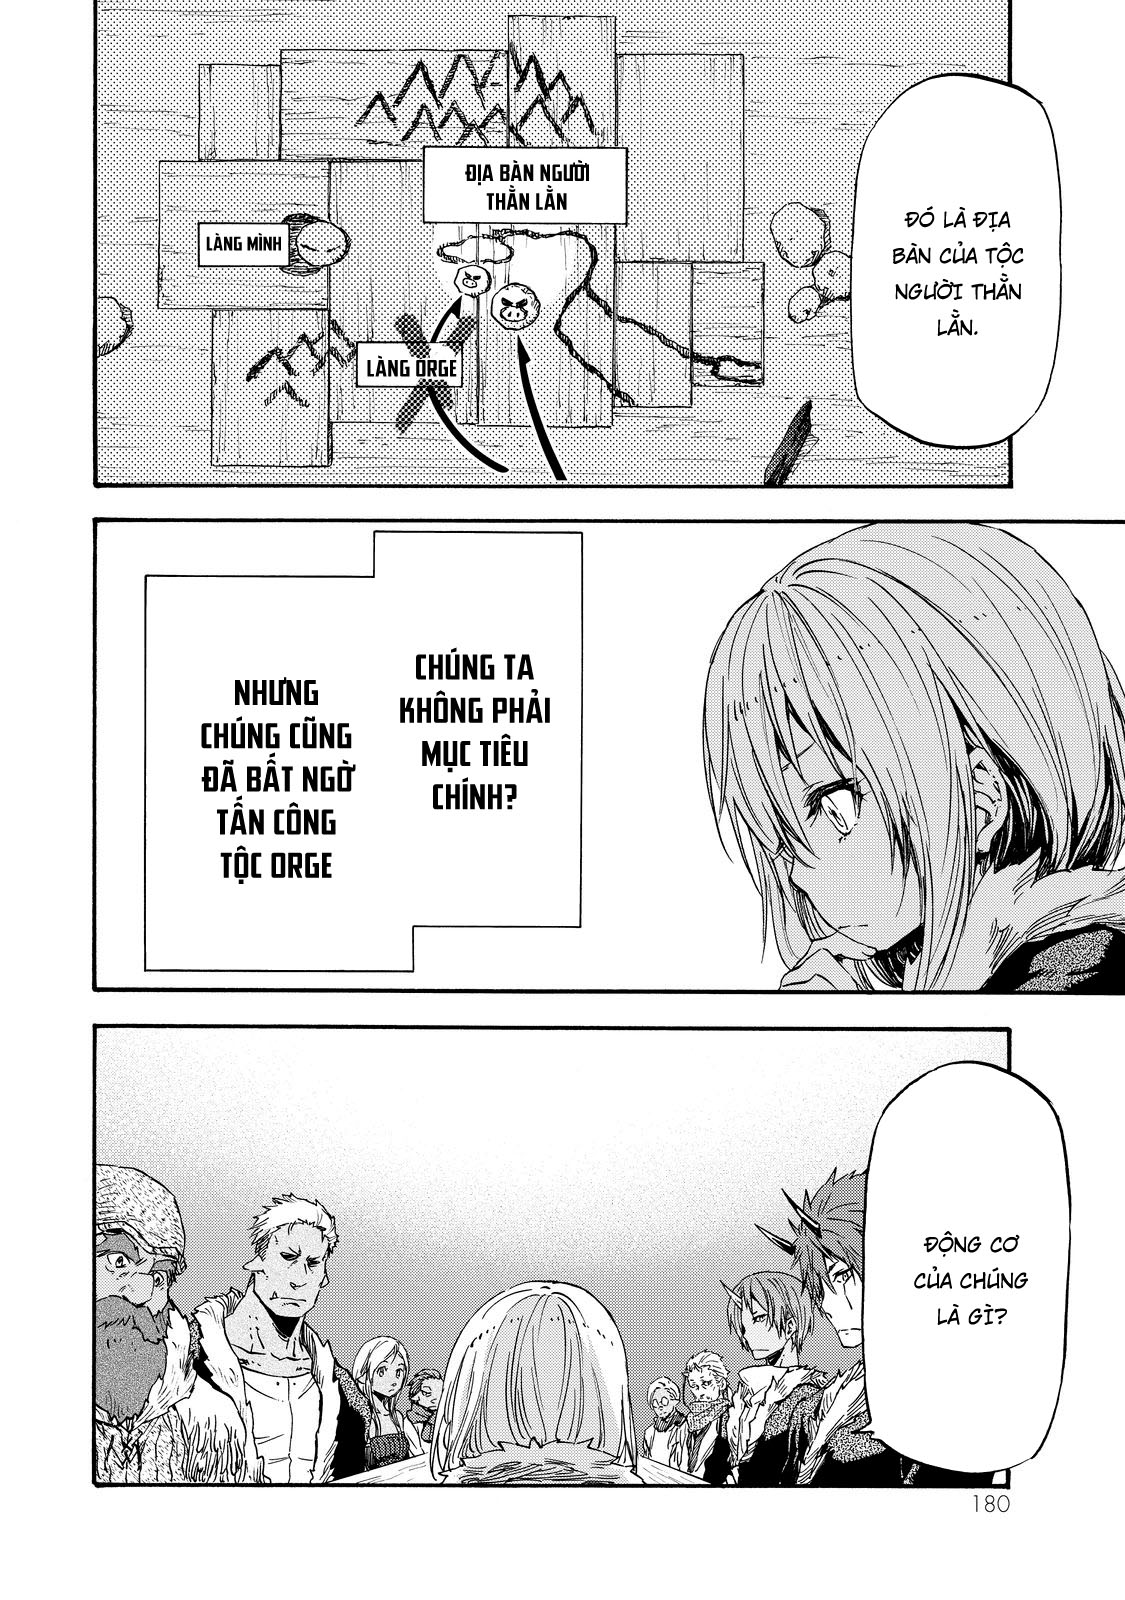 ĐÓ LÀ ĐỊA
BÀN CỦA TỘC
NGƯỜI THẰN
LẰN.
ĐỊA BÀN NGƯỜI
THẰN LẰN
LÀNG MÌNH
LÀNG ORGE
CHÚNG TA
KHÔNG PHẢI
MỤC TIÊU
CHÍNH?
NHƯNG
CHÚNG CŨNG
ĐÃ BẤT NGỜ
TẤN CÔNG
TỘC ORGE
ĐỘNG CƠ
CỦA CHÚNG
LÀ GÌ?
180